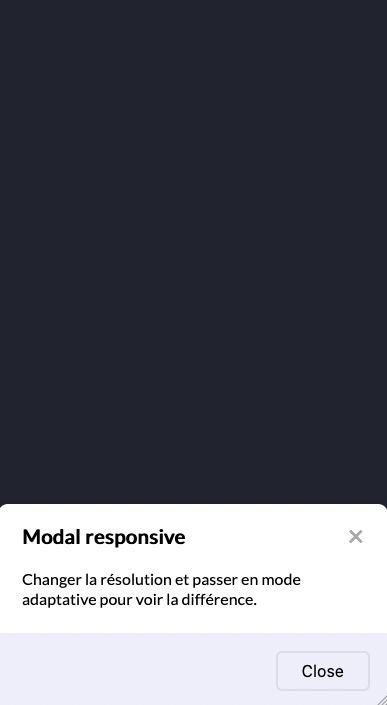 Modal responsive
Changer la résolution et passer en mode
adaptative pour voir la différence.
Close